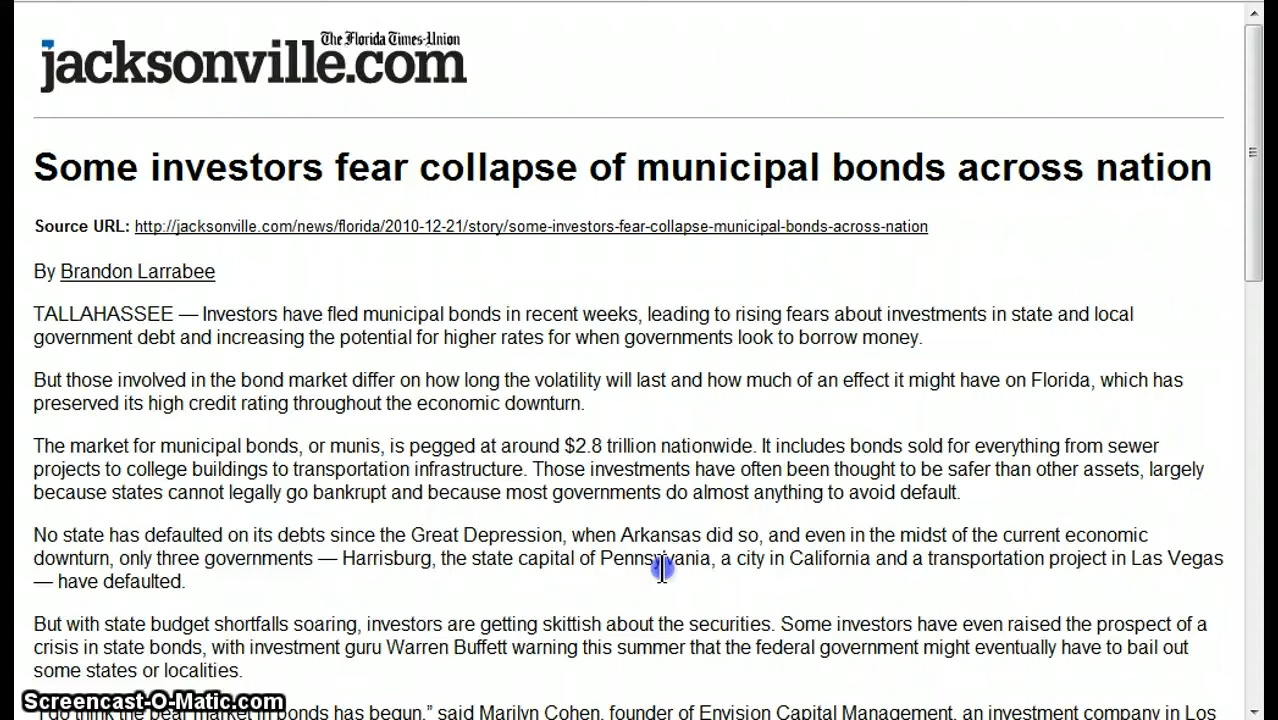 The Florida Times-Union
jacksonville.com
Some investors fear collapse of municipal bonds across nation
Source URL: http://jacksonville.com/news/florida/2010-12-21/story/some-investors-fear-collapse-municipal-bonds-across-nation
By Brandon Larrabee
TALLAHASSEE — Investors have fled municipal bonds in recent weeks, leading to rising fears about investments in state and local
government debt and increasing the potential for higher rates for when governments look to borrow money.
But those involved in the bond market differ on how long the volatility will last and how much of an effect it might have on Florida, which has
preserved its high credit rating throughout the economic downturn.
The market for municipal bonds, or munis, is pegged at around $2.8 trillion nationwide. It includes bonds sold for everything from sewer
projects to college buildings to transportation infrastructure. Those investments have often been thought to be safer than other assets, largely
because states cannot legally go bankrupt and because most governments do almost anything to avoid default.
No state has defaulted on its debts since the Great Depression, when Arkansas did so, and even in the midst of the current economic
downturn, only three governments — Harrisburg, the state capital of Pennsylvania, a city in California and a transportation project in Las Vegas
— have defaulted.
But with state budget shortfalls soaring, investors are getting skittish about the securities. Some investors have even raised the prospect of a
crisis in state bonds, with investment guru Warren Buffett warning this summer that the federal government might eventually have to bail out
some states or localities.
Screencast-O-Matic.com
"I do think the bear market in bonds has begun," said Marilyn Cohen, founder of Envision Capital Management, an investment company in Los